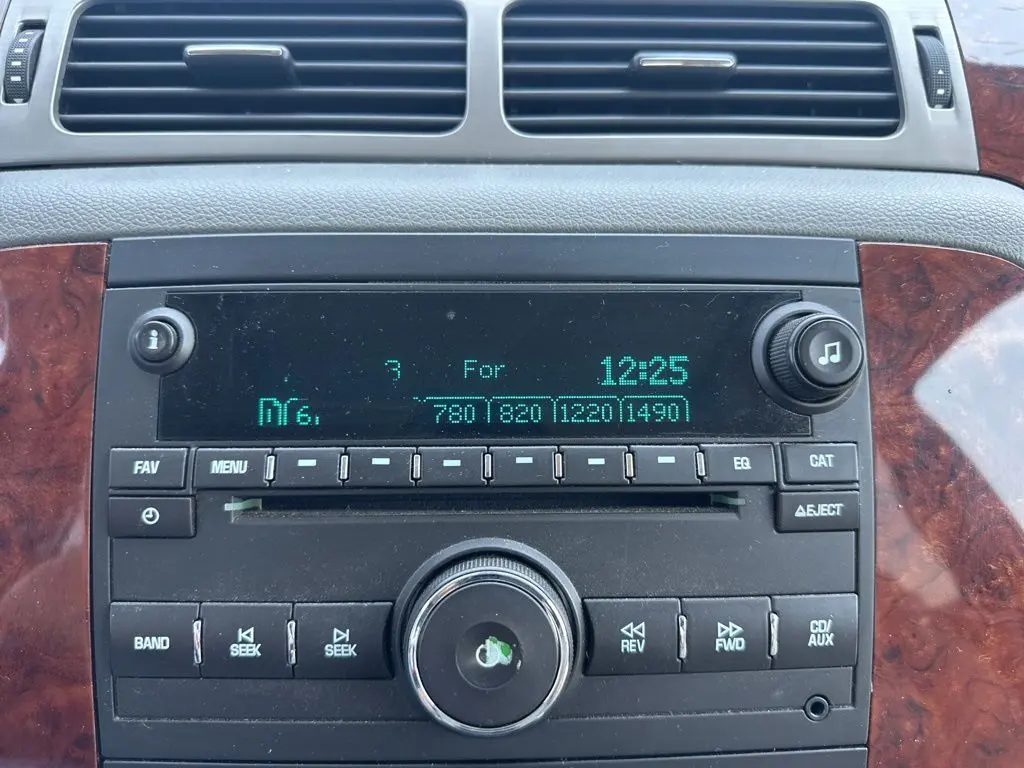 i
For 12:25
780 820 1220 1490
FAV MENU EQ CAT
▲EJECT
BAND SEEK SEEK REV FWD CD/AUX